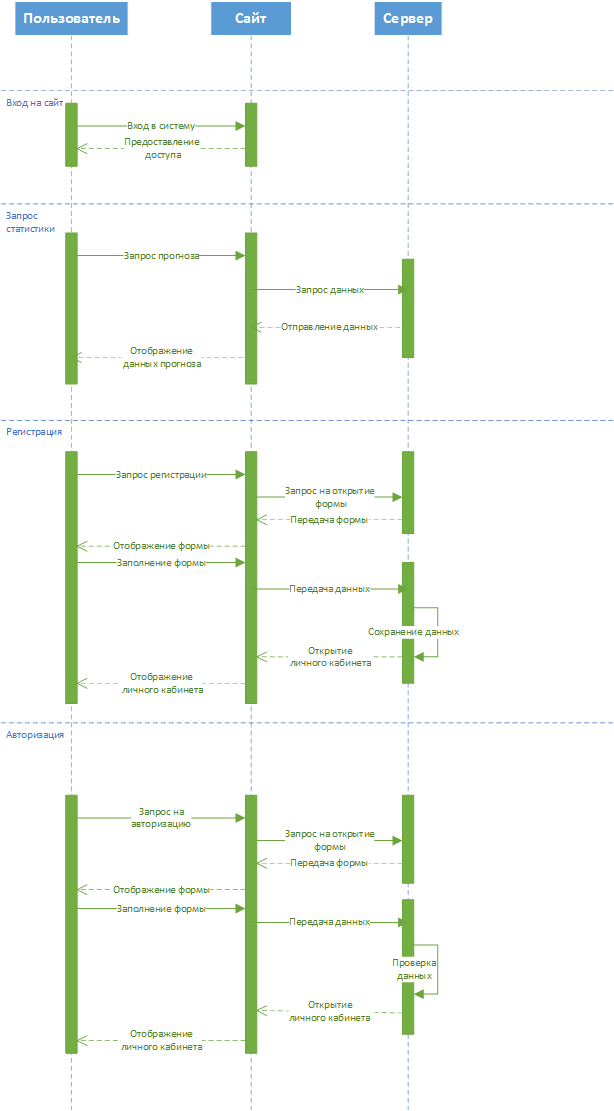 Пользователь
Сайт
Сервер
Вход на сайт
Вход в систему
Предоставление
доступа
Запрос
статистики
Запрос прогноза
Запрос данных
Отправление данных
Отображение
данных прогноза
Регистрация
Запрос регистрации
Запрос на открытие
формы
Передача формы
Отображение формы
Заполнение формы
Передача данных
Сохранение данных
Открытие
личного кабинета
Отображение
личного кабинета
Авторизация
Запрос на
авторизацию
Запрос на открытие
формы
Передача формы
Отображение формы
Заполнение формы
Передача данных
Проверка
данных
Открытие
личного кабинета
Отображение
личного кабинета